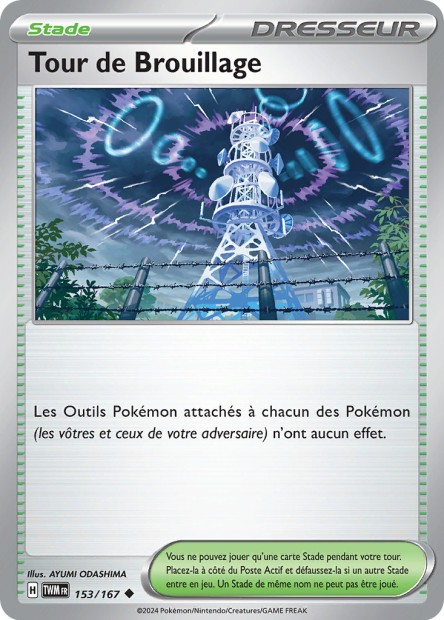 Stade
DRESSEUR
Tour de Brouillage
Les Outils Pokémon attachés à chacun des Pokémon
(les vôtres et ceux de votre adversaire) n'ont aucun effet.
Vous ne pouvez jouer qu'une carte Stade pendant votre tour.
Placez-la à côté du Poste Actif et défaussez-la si un autre Stade
entre en jeu. Un Stade de même nom ne peut pas être joué.
Illus. AYUMI ODASHIMA
H TWM FR 153/167 ◆
©2024 Pokémon/Nintendo/Creatures/GAME FREAK